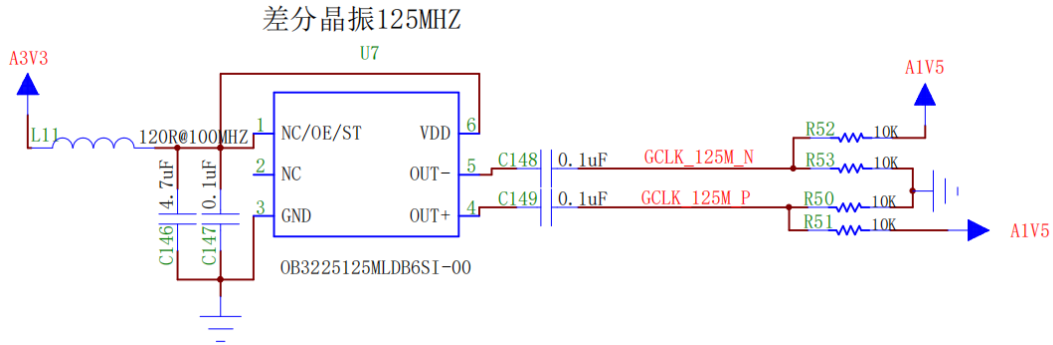 差分晶振125MHZ
U7
A3V3
A1V5
L11
120R@100MHZ
1
NC/OE/ST
VDD
6
R52
10K
2
NC
OUT-
5
C148
0.1uF
GCLK_125M_N
R53
10K
3
GND
OUT+
4
C149
0.1uF
GCLK_125M_P
R50
10K
R51
10K
A1V5
C146
4.7uF
C147
0.1uF
OB3225125MLDB6SI-00